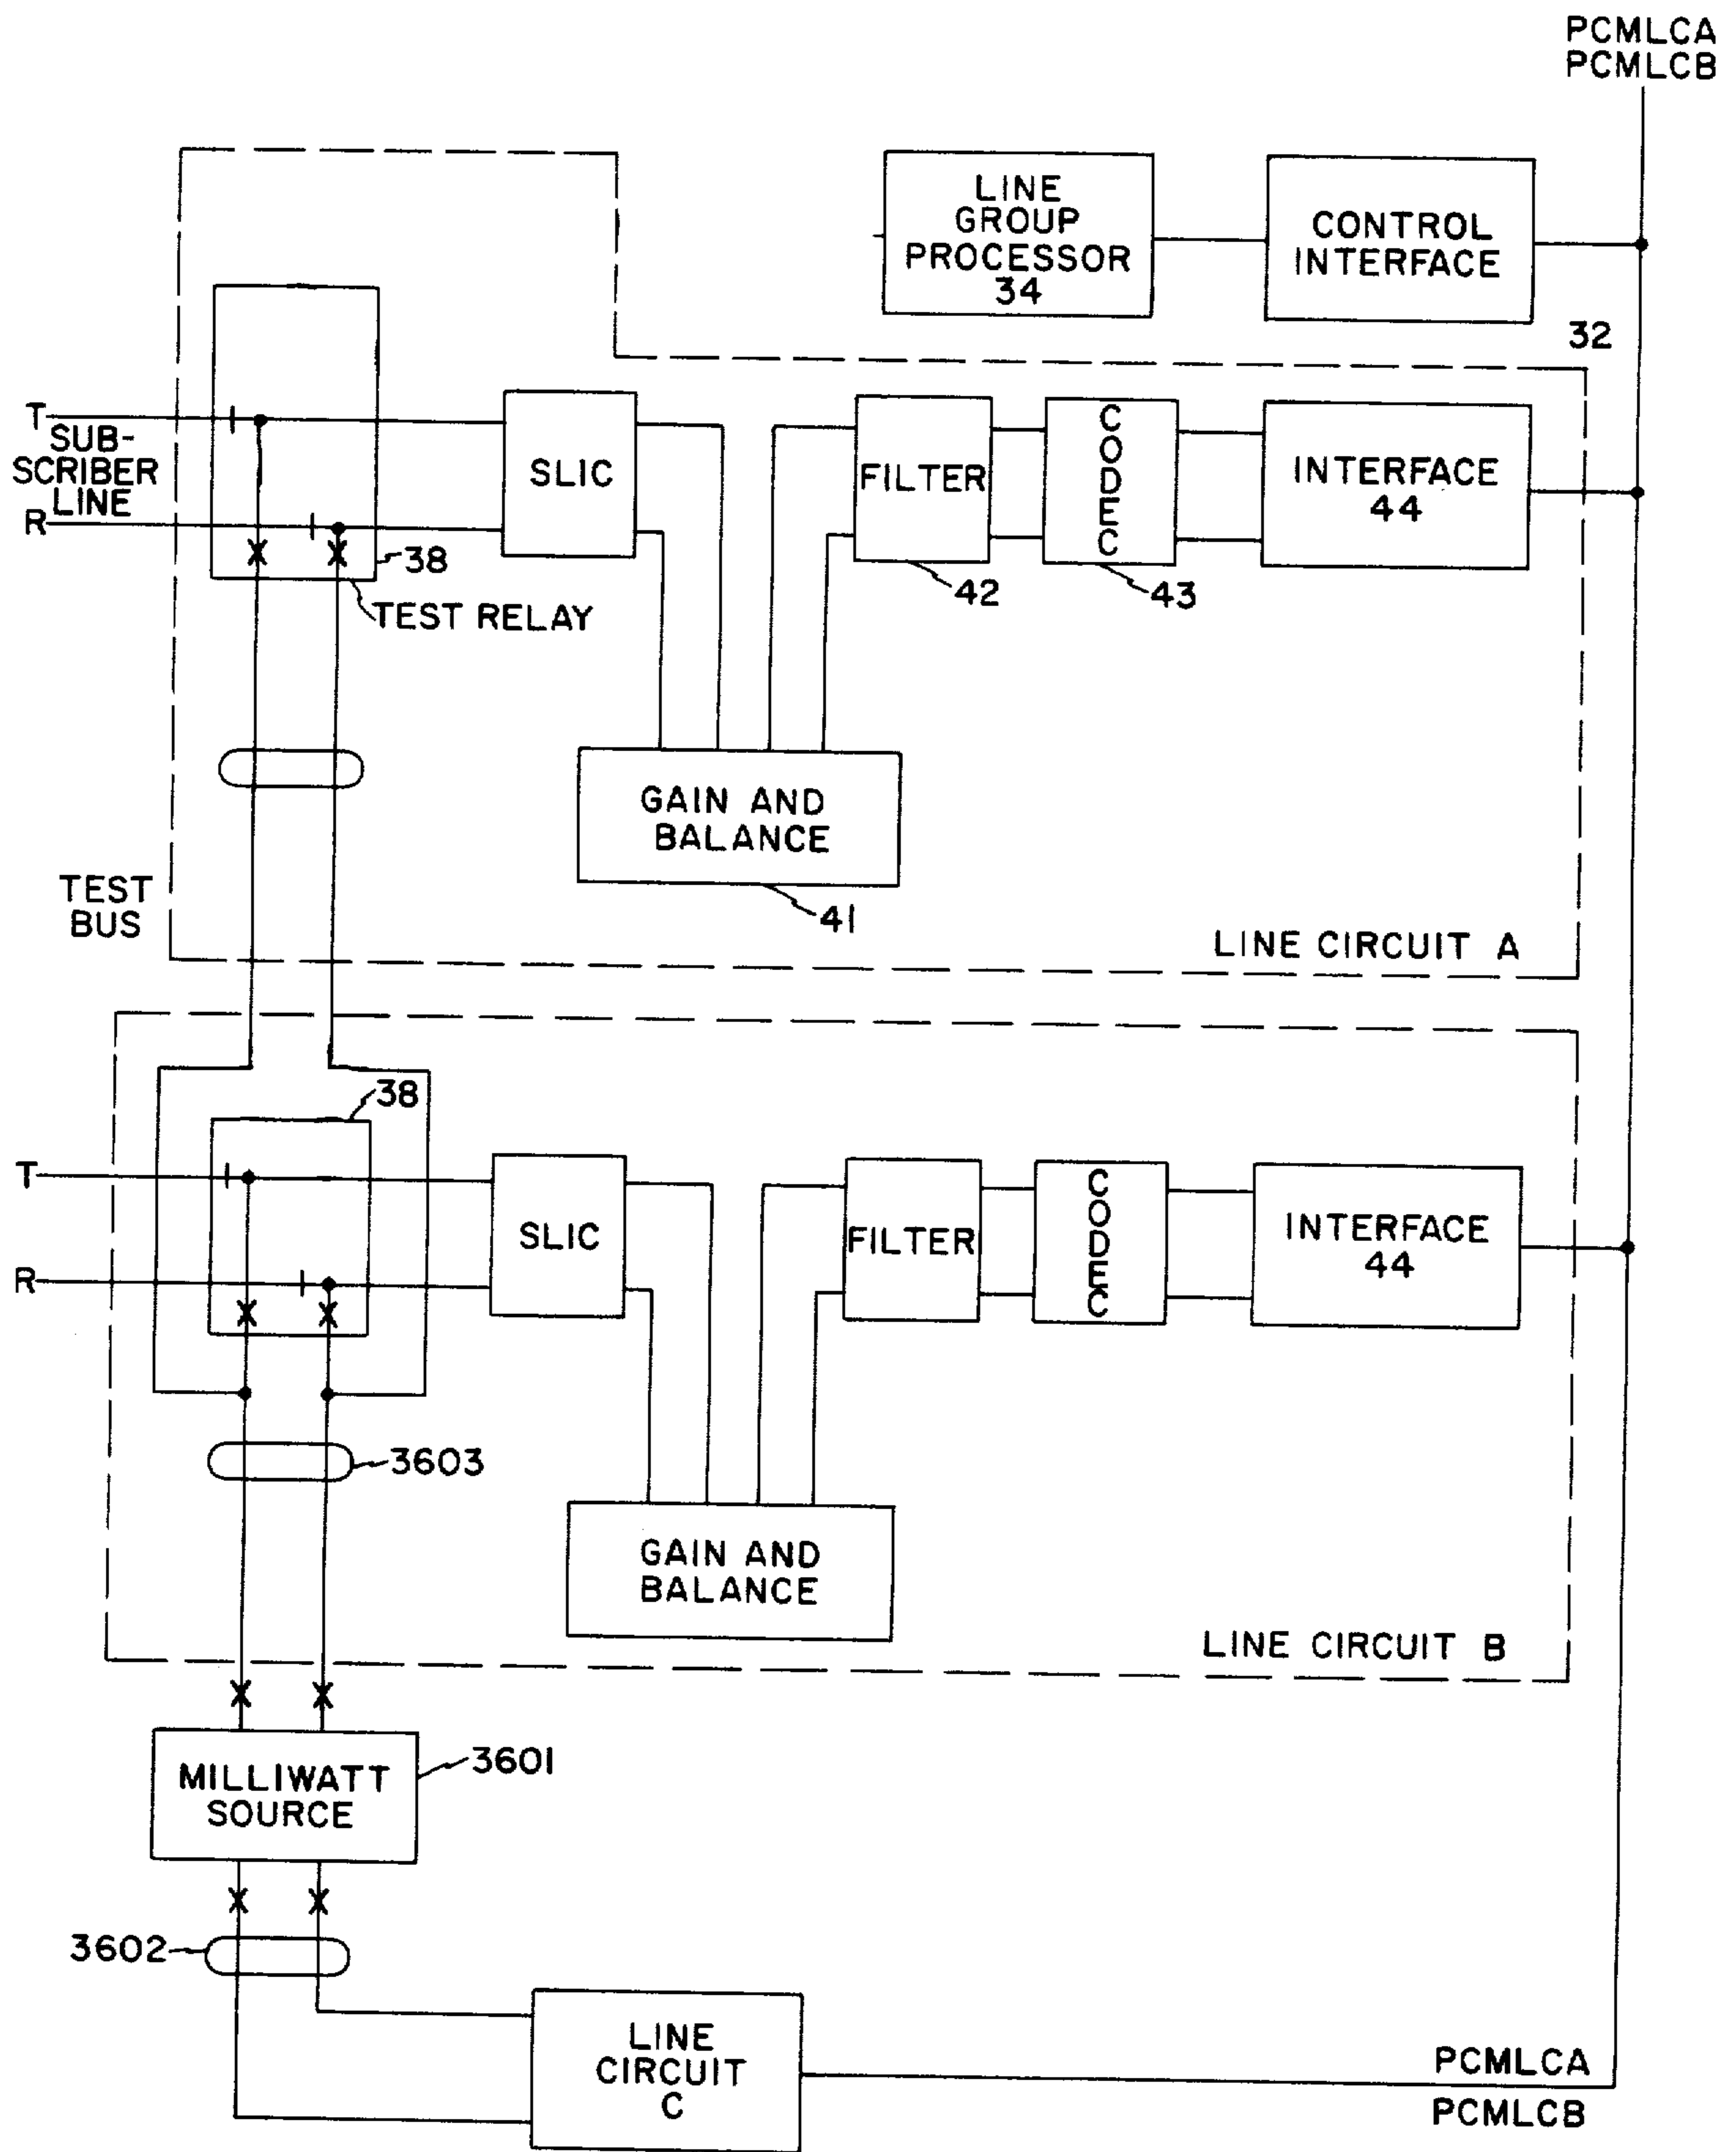 PCMLCA
PCMLCB
LINE
GROUP
PROCESSOR
34
CONTROL
INTERFACE
32
T
SUB-
SCRIBER
LINE
R
38
TEST RELAY
SLIC
FILTER
42
CODEC
43
INTERFACE
44
GAIN AND
BALANCE
41
TEST
BUS
LINE CIRCUIT A
38
T
R
SLIC
FILTER
CODEC
INTERFACE
44
3603
GAIN AND
BALANCE
LINE CIRCUIT B
MILLIWATT
SOURCE
3601
3602
LINE
CIRCUIT
C
PCMLCA
PCMLCB